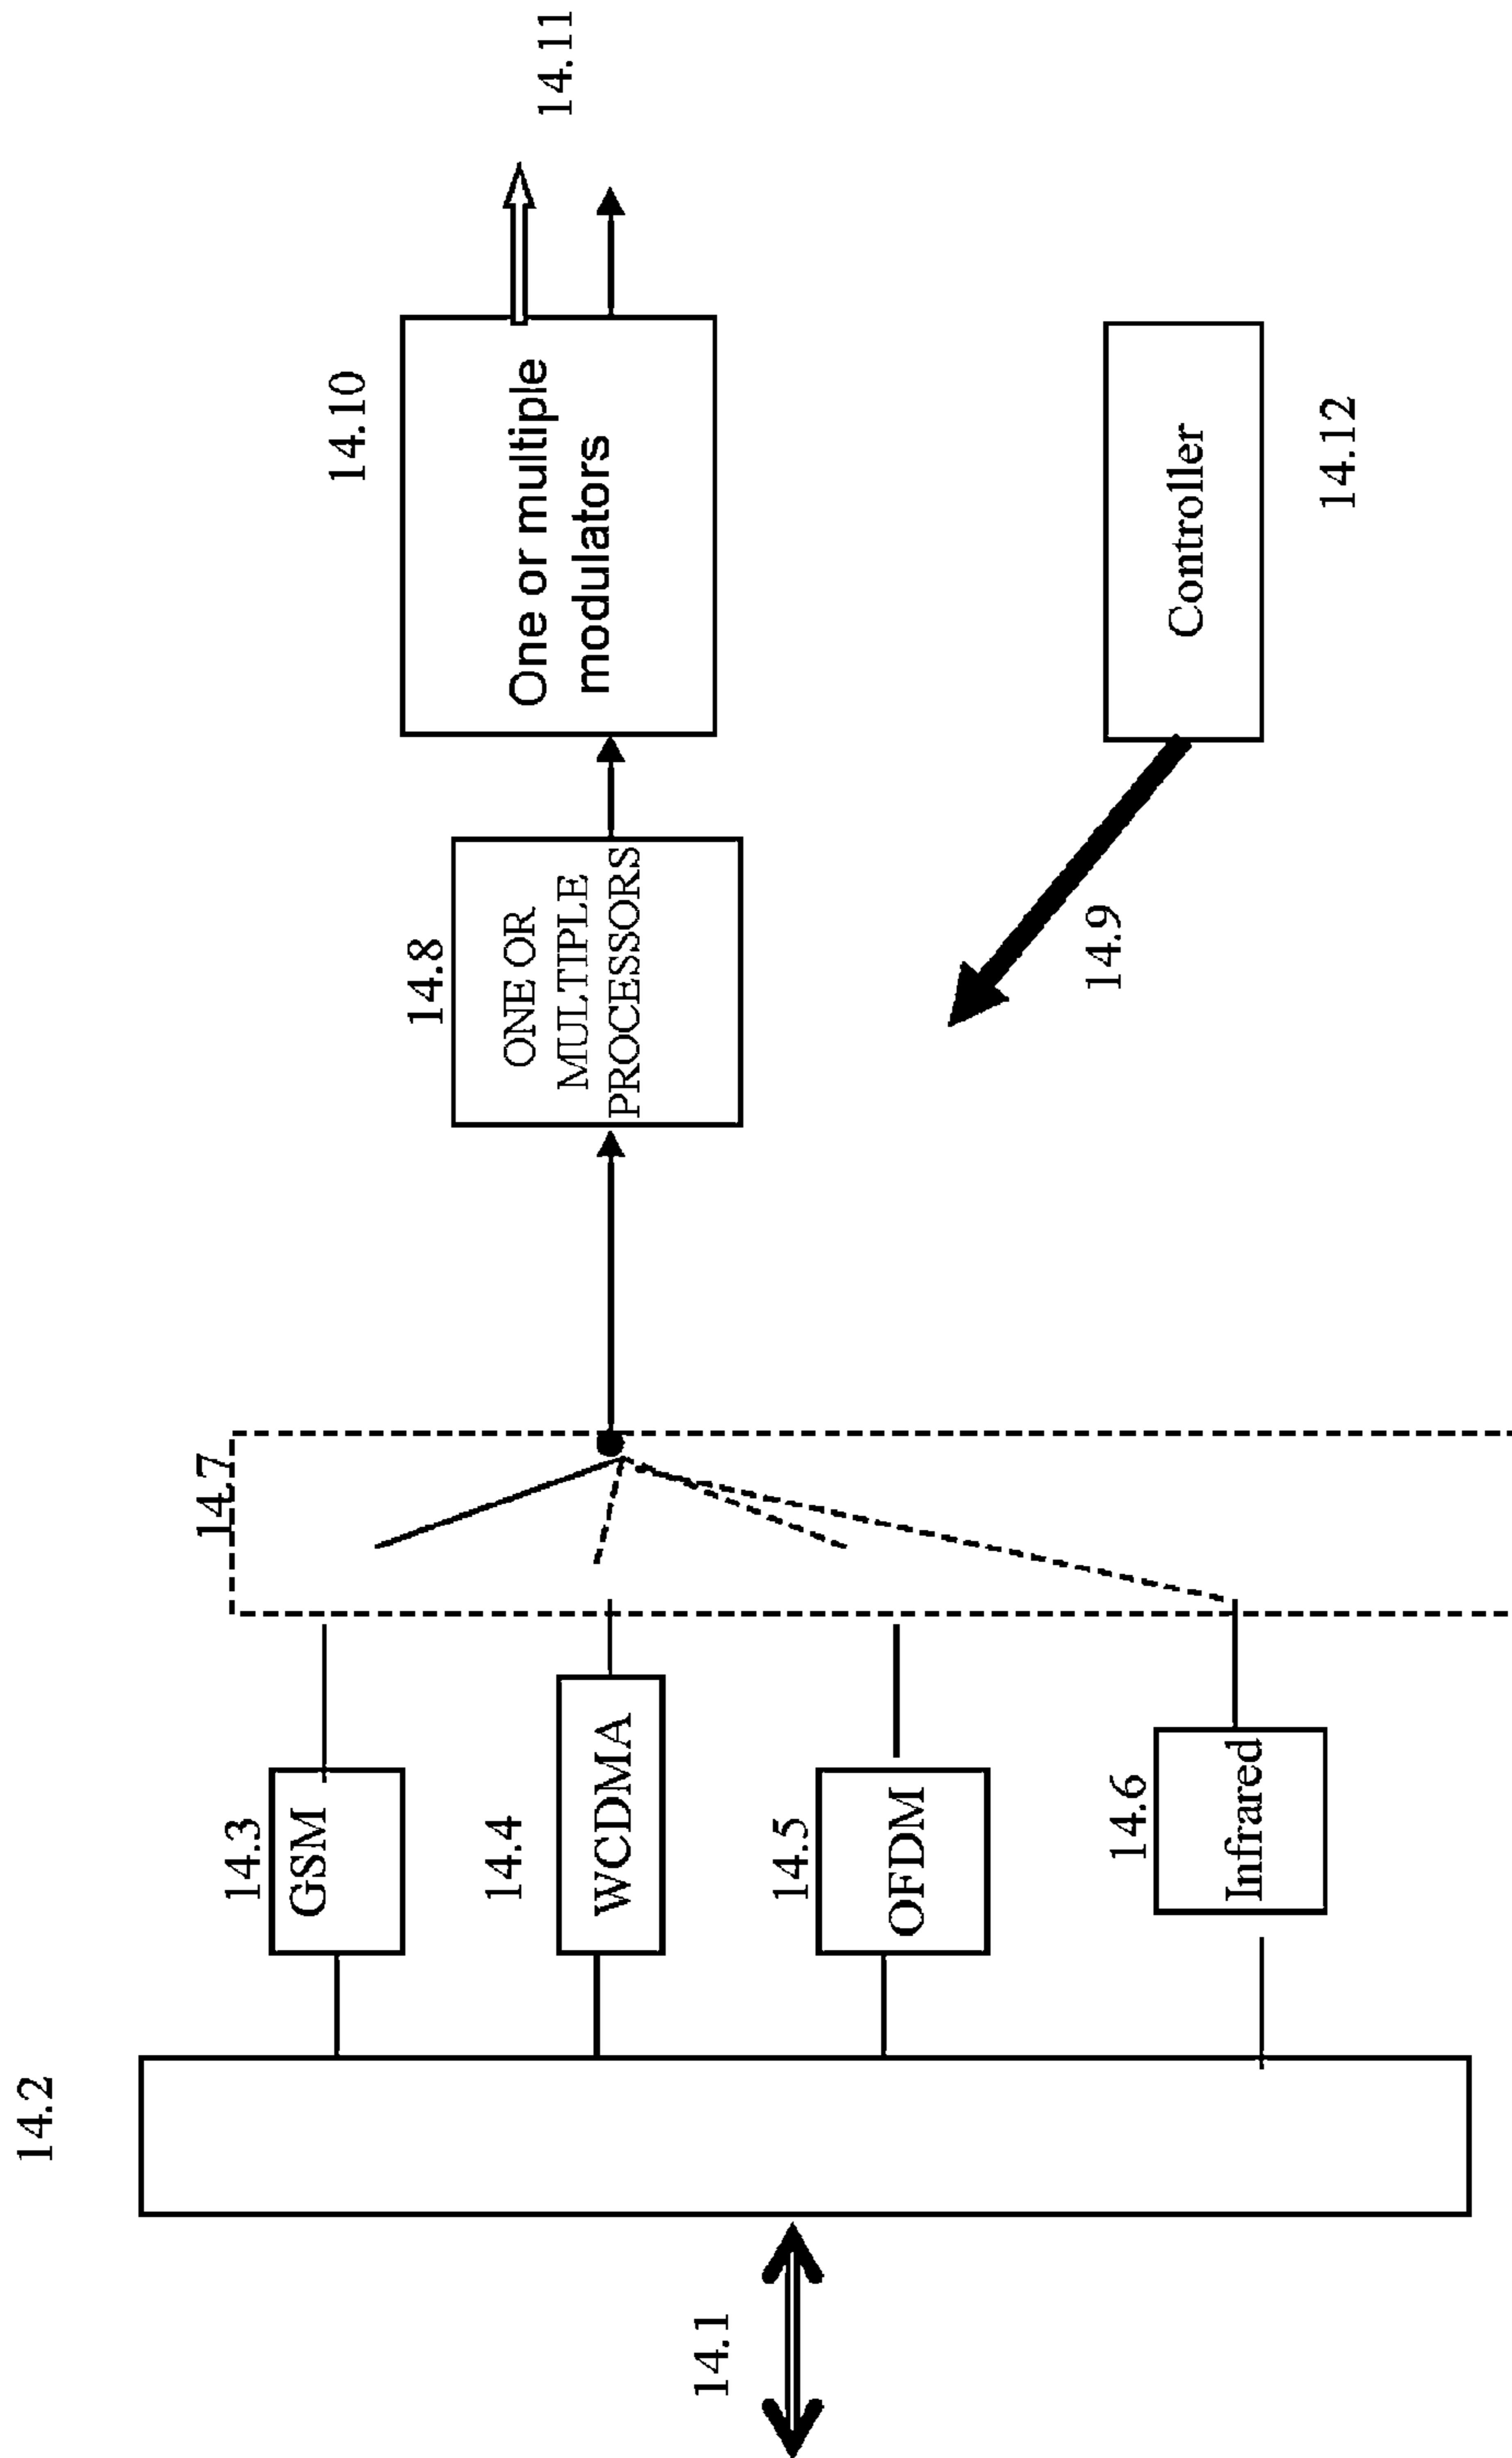 14.1
14.2
14.3
GSM
14.4
WCDMA
14.5
OFDM
14.6
Infrared
14.7
14.8
ONE OR
MULTIPLE
PROCESSORS
14.9
14.10
One or multiple
modulators
14.11
Controller
14.12